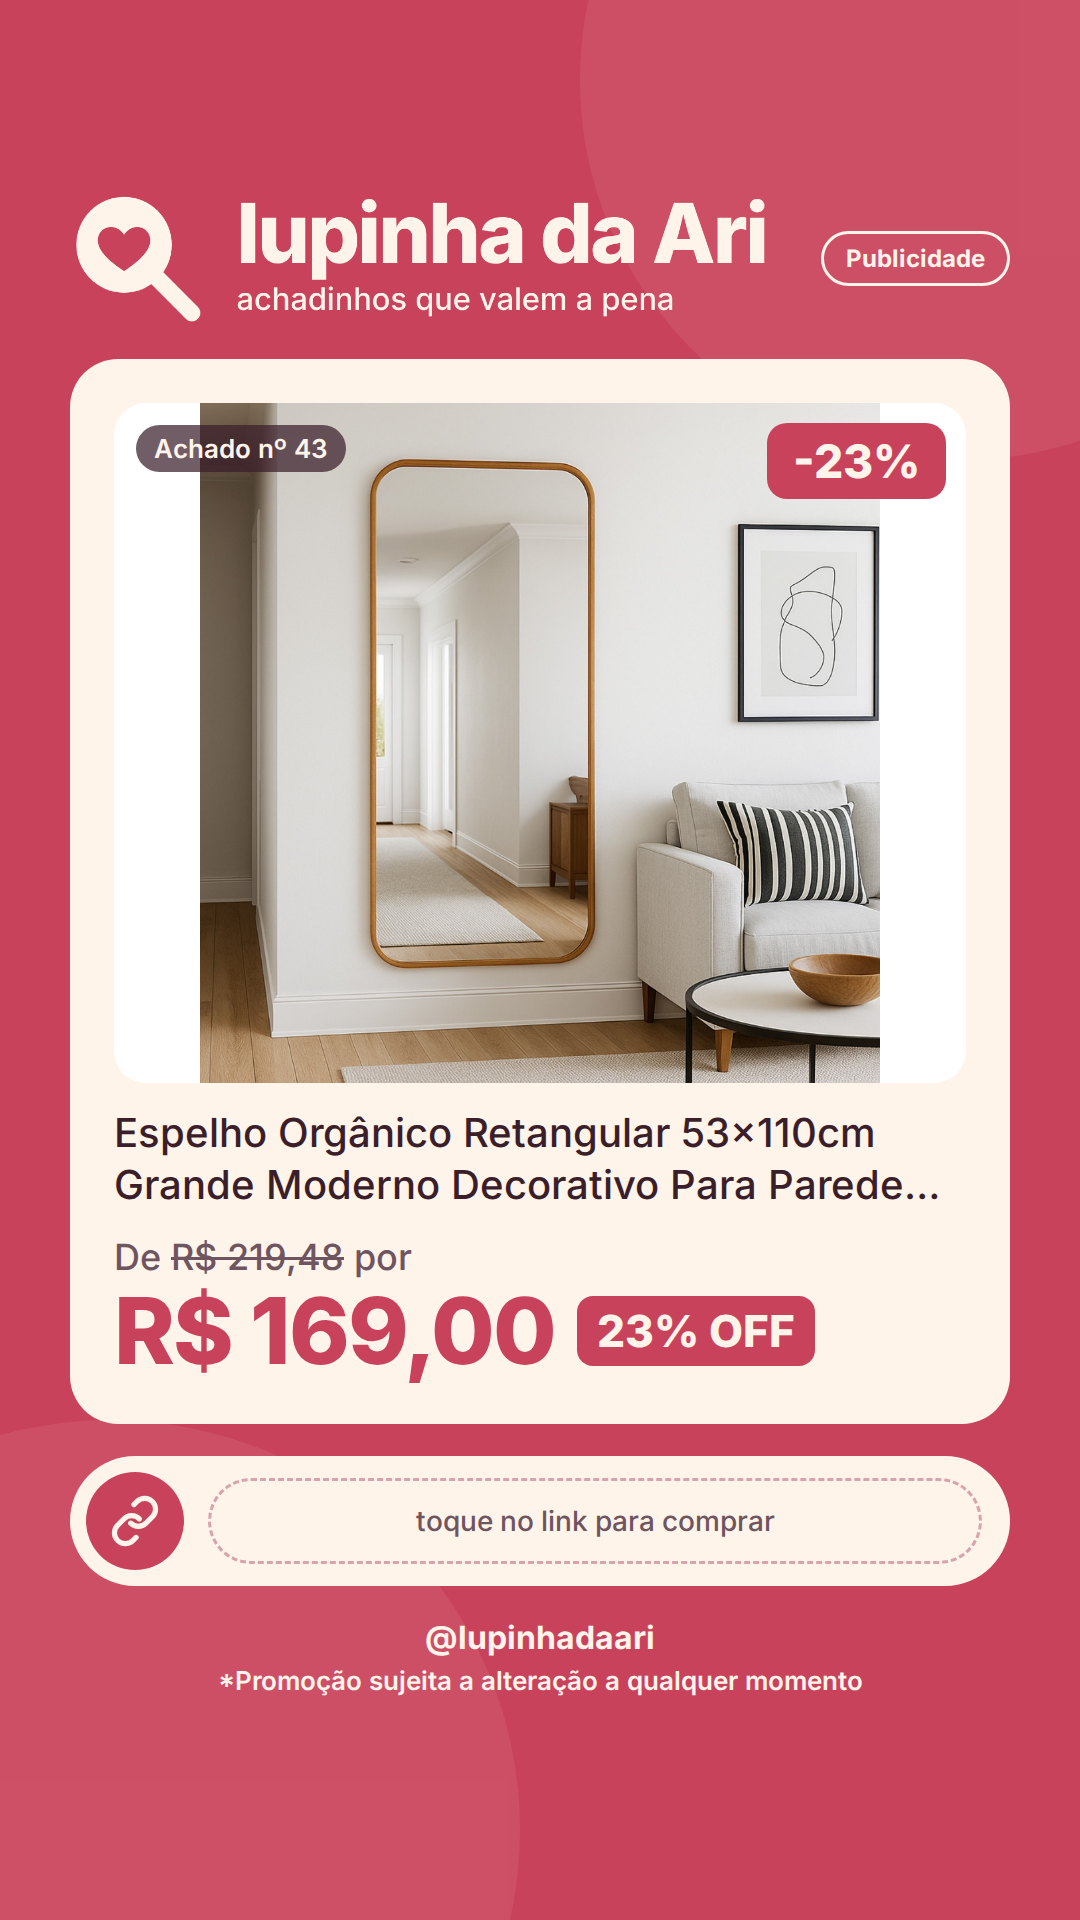 lupinha da Ari
achadinhos que valem a pena
Publicidade
Achado nº 43
-23%
Espelho Orgânico Retangular 53×110cm
Grande Moderno Decorativo Para Parede...
De R$ 219,48 por
R$ 169,00
23% OFF
toque no link para comprar
@lupinhadaari
*Promoção sujeita a alteração a qualquer momento